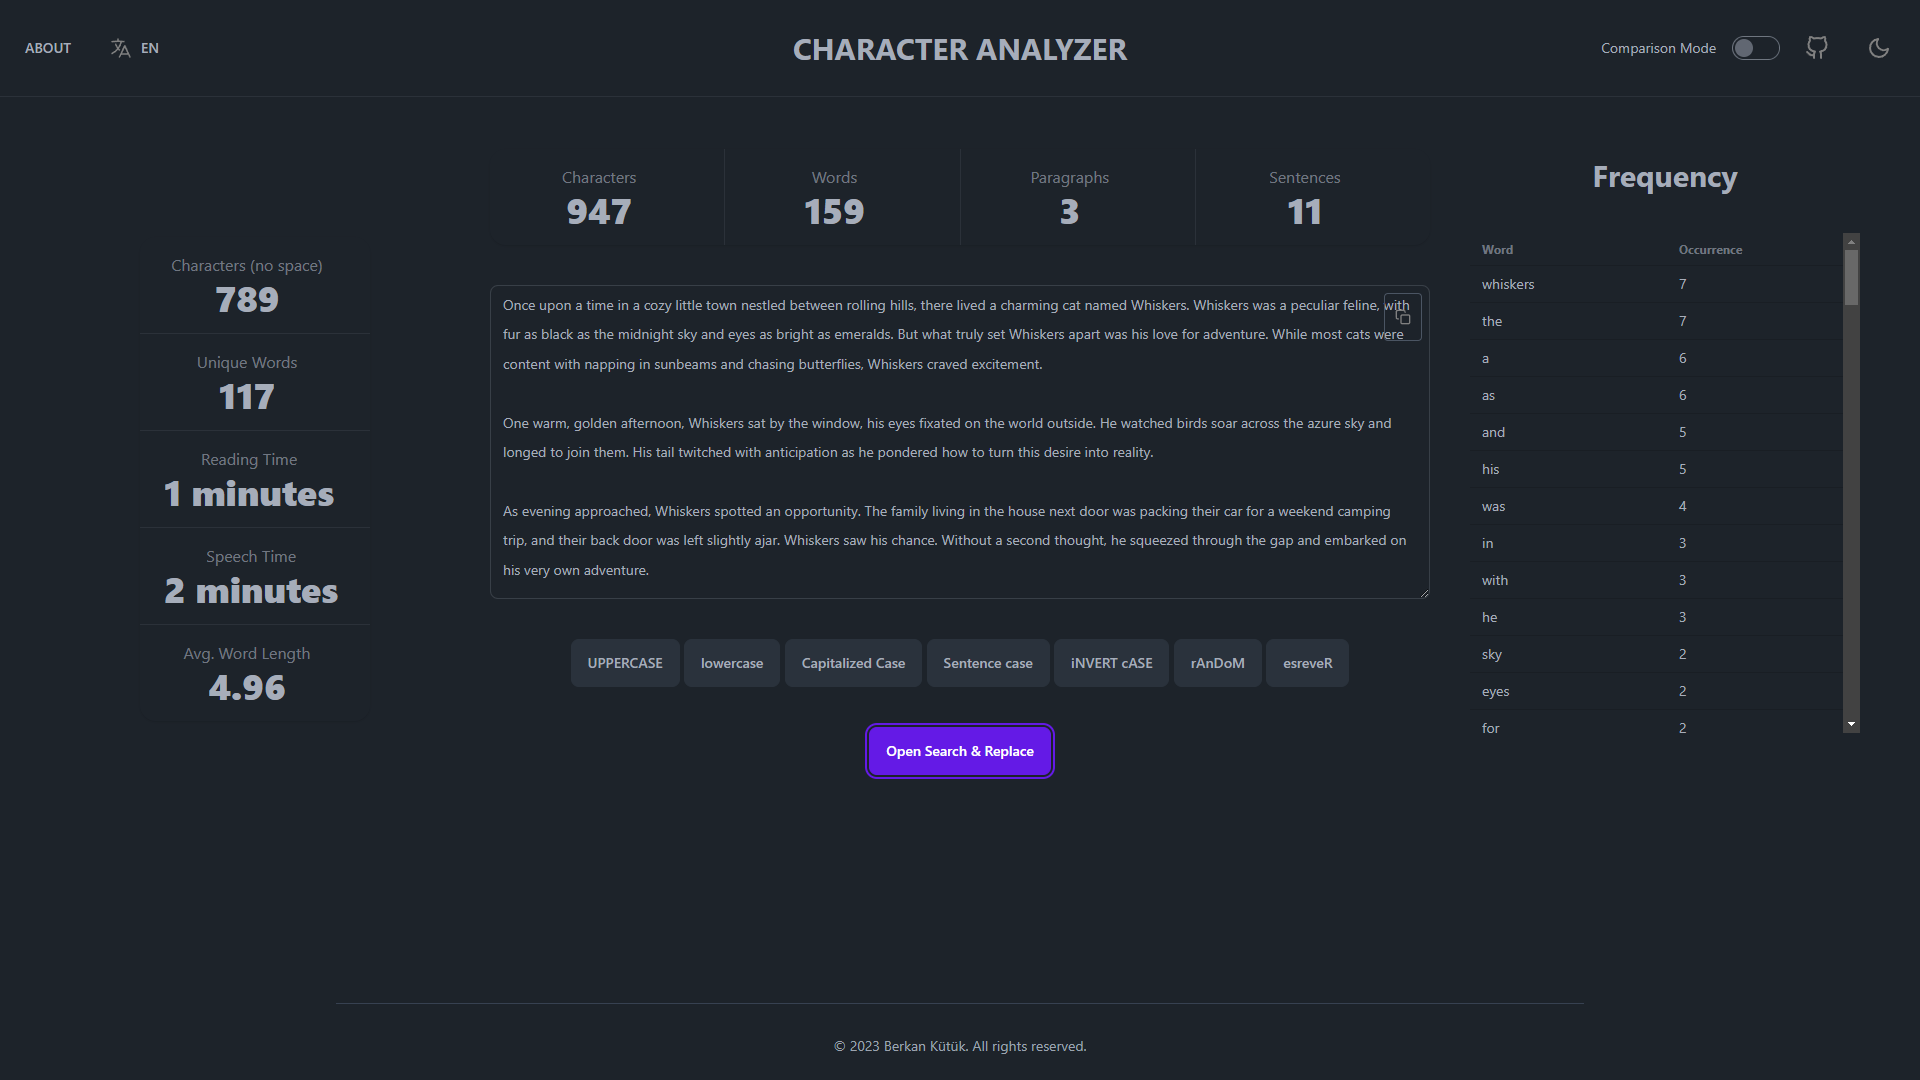 ABOUT
EN
CHARACTER ANALYZER
Comparison Mode
Characters
947
Words
159
Paragraphs
3
Sentences
11
Characters (no space)
789
Unique Words
117
Reading Time
1 minutes
Speech Time
2 minutes
Avg. Word Length
4.96
Once upon a time in a cozy little town nestled between rolling hills, there lived a charming cat named Whiskers. Whiskers was a peculiar feline, with
fur as black as the midnight sky and eyes as bright as emeralds. But what truly set Whiskers apart was his love for adventure. While most cats were
content with napping in sunbeams and chasing butterflies, Whiskers craved excitement.
One warm, golden afternoon, Whiskers sat by the window, his eyes fixated on the world outside. He watched birds soar across the azure sky and
longed to join them. His tail twitched with anticipation as he pondered how to turn this desire into reality.
As evening approached, Whiskers spotted an opportunity. The family living in the house next door was packing their car for a weekend camping
trip, and their back door was left slightly ajar. Whiskers saw his chance. Without a second thought, he squeezed through the gap and embarked on
his very own adventure.
UPPERCASE
lowercase
Capitalized Case
Sentence case
iNVERT cASE
rAnDoM
esreveR
Open Search & Replace
Frequency
Word Occurrence
whiskers 7
the 7
a 6
as 6
and 5
his 5
was 4
in 3
with 3
he 3
sky 2
eyes 2
for 2
© 2023 Berkan Kütük. All rights reserved.